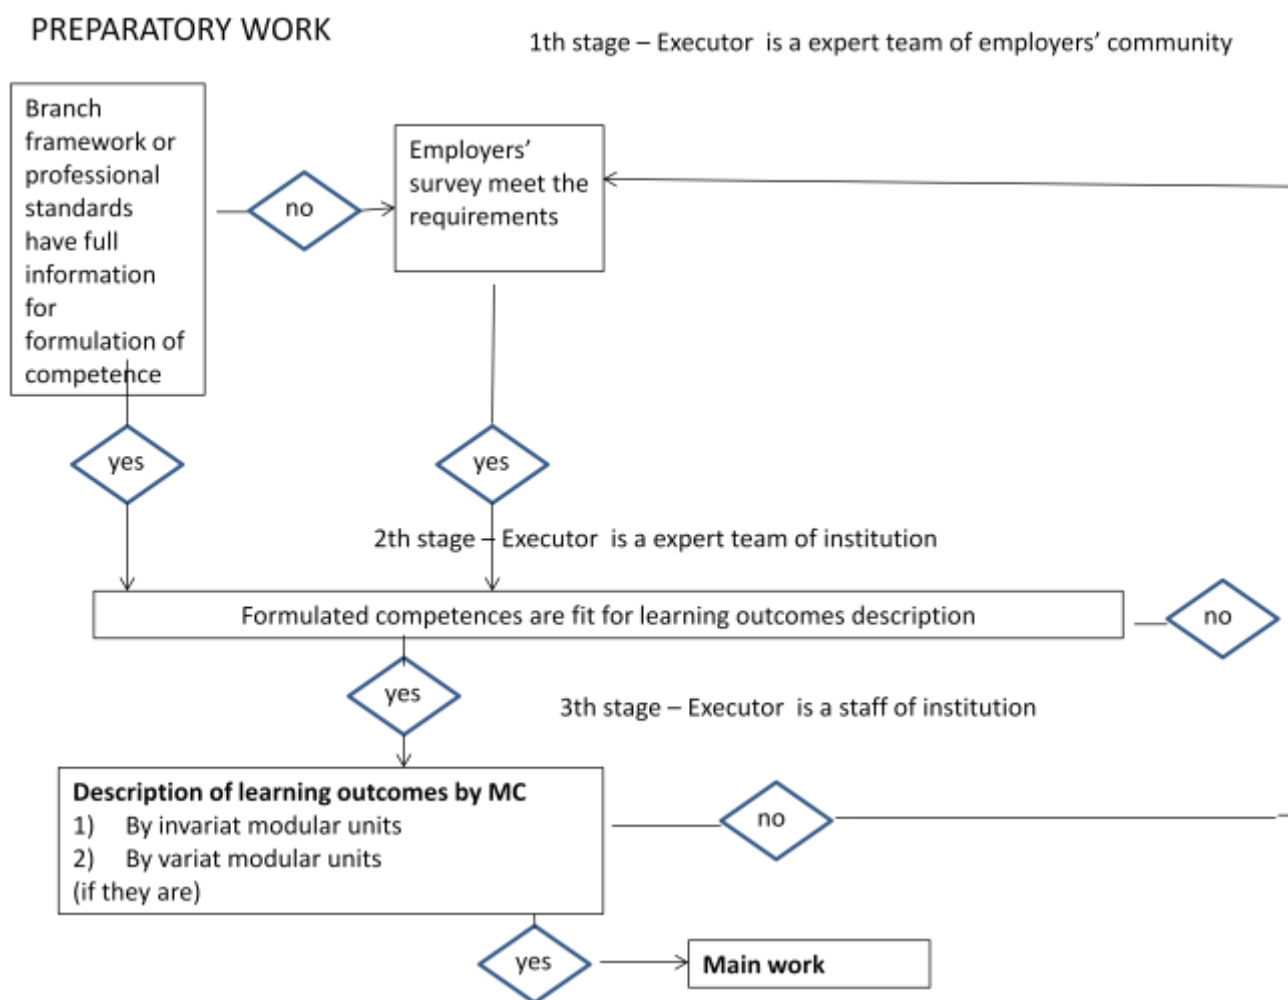 PREPARATORY WORK
1th stage – Executor  is a expert team of employers’ community
Branch
framework or
professional
standards
have full
information
for
formulation of
competence
no
Employers’
survey meet the
requirements
yes
yes
2th stage – Executor  is a expert team of institution
Formulated competences are fit for learning outcomes description
no
yes
3th stage – Executor  is a staff of institution
Description of learning outcomes by MC
1) By invariat modular units
2) By variat modular units
(if they are)
no
yes
Main work